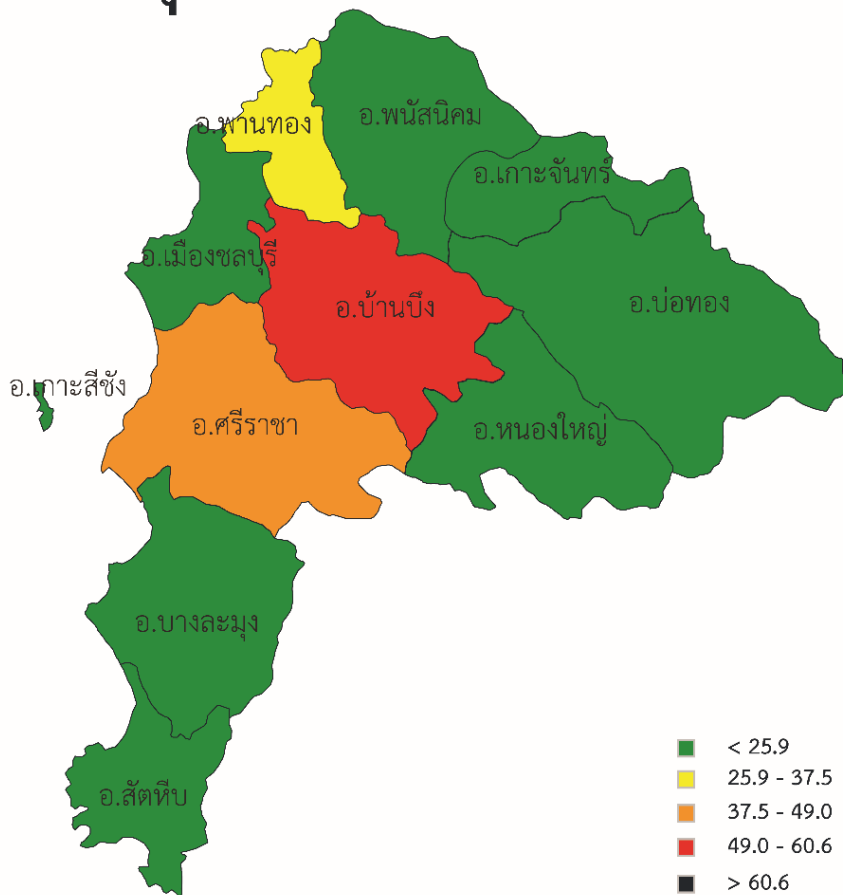 อ.พนัสนิคม
อ.พานทอง
อ.เกาะจันทร์
อ.เมืองชลบุรี
อ.บ้านบึง
อ.บ่อทอง
อ.เกาะสีชัง
อ.ศรีราชา
อ.หนองใหญ่
อ.บางละมุง
อ.สัตหีบ
< 25.9
25.9 - 37.5
37.5 - 49.0
49.0 - 60.6
> 60.6